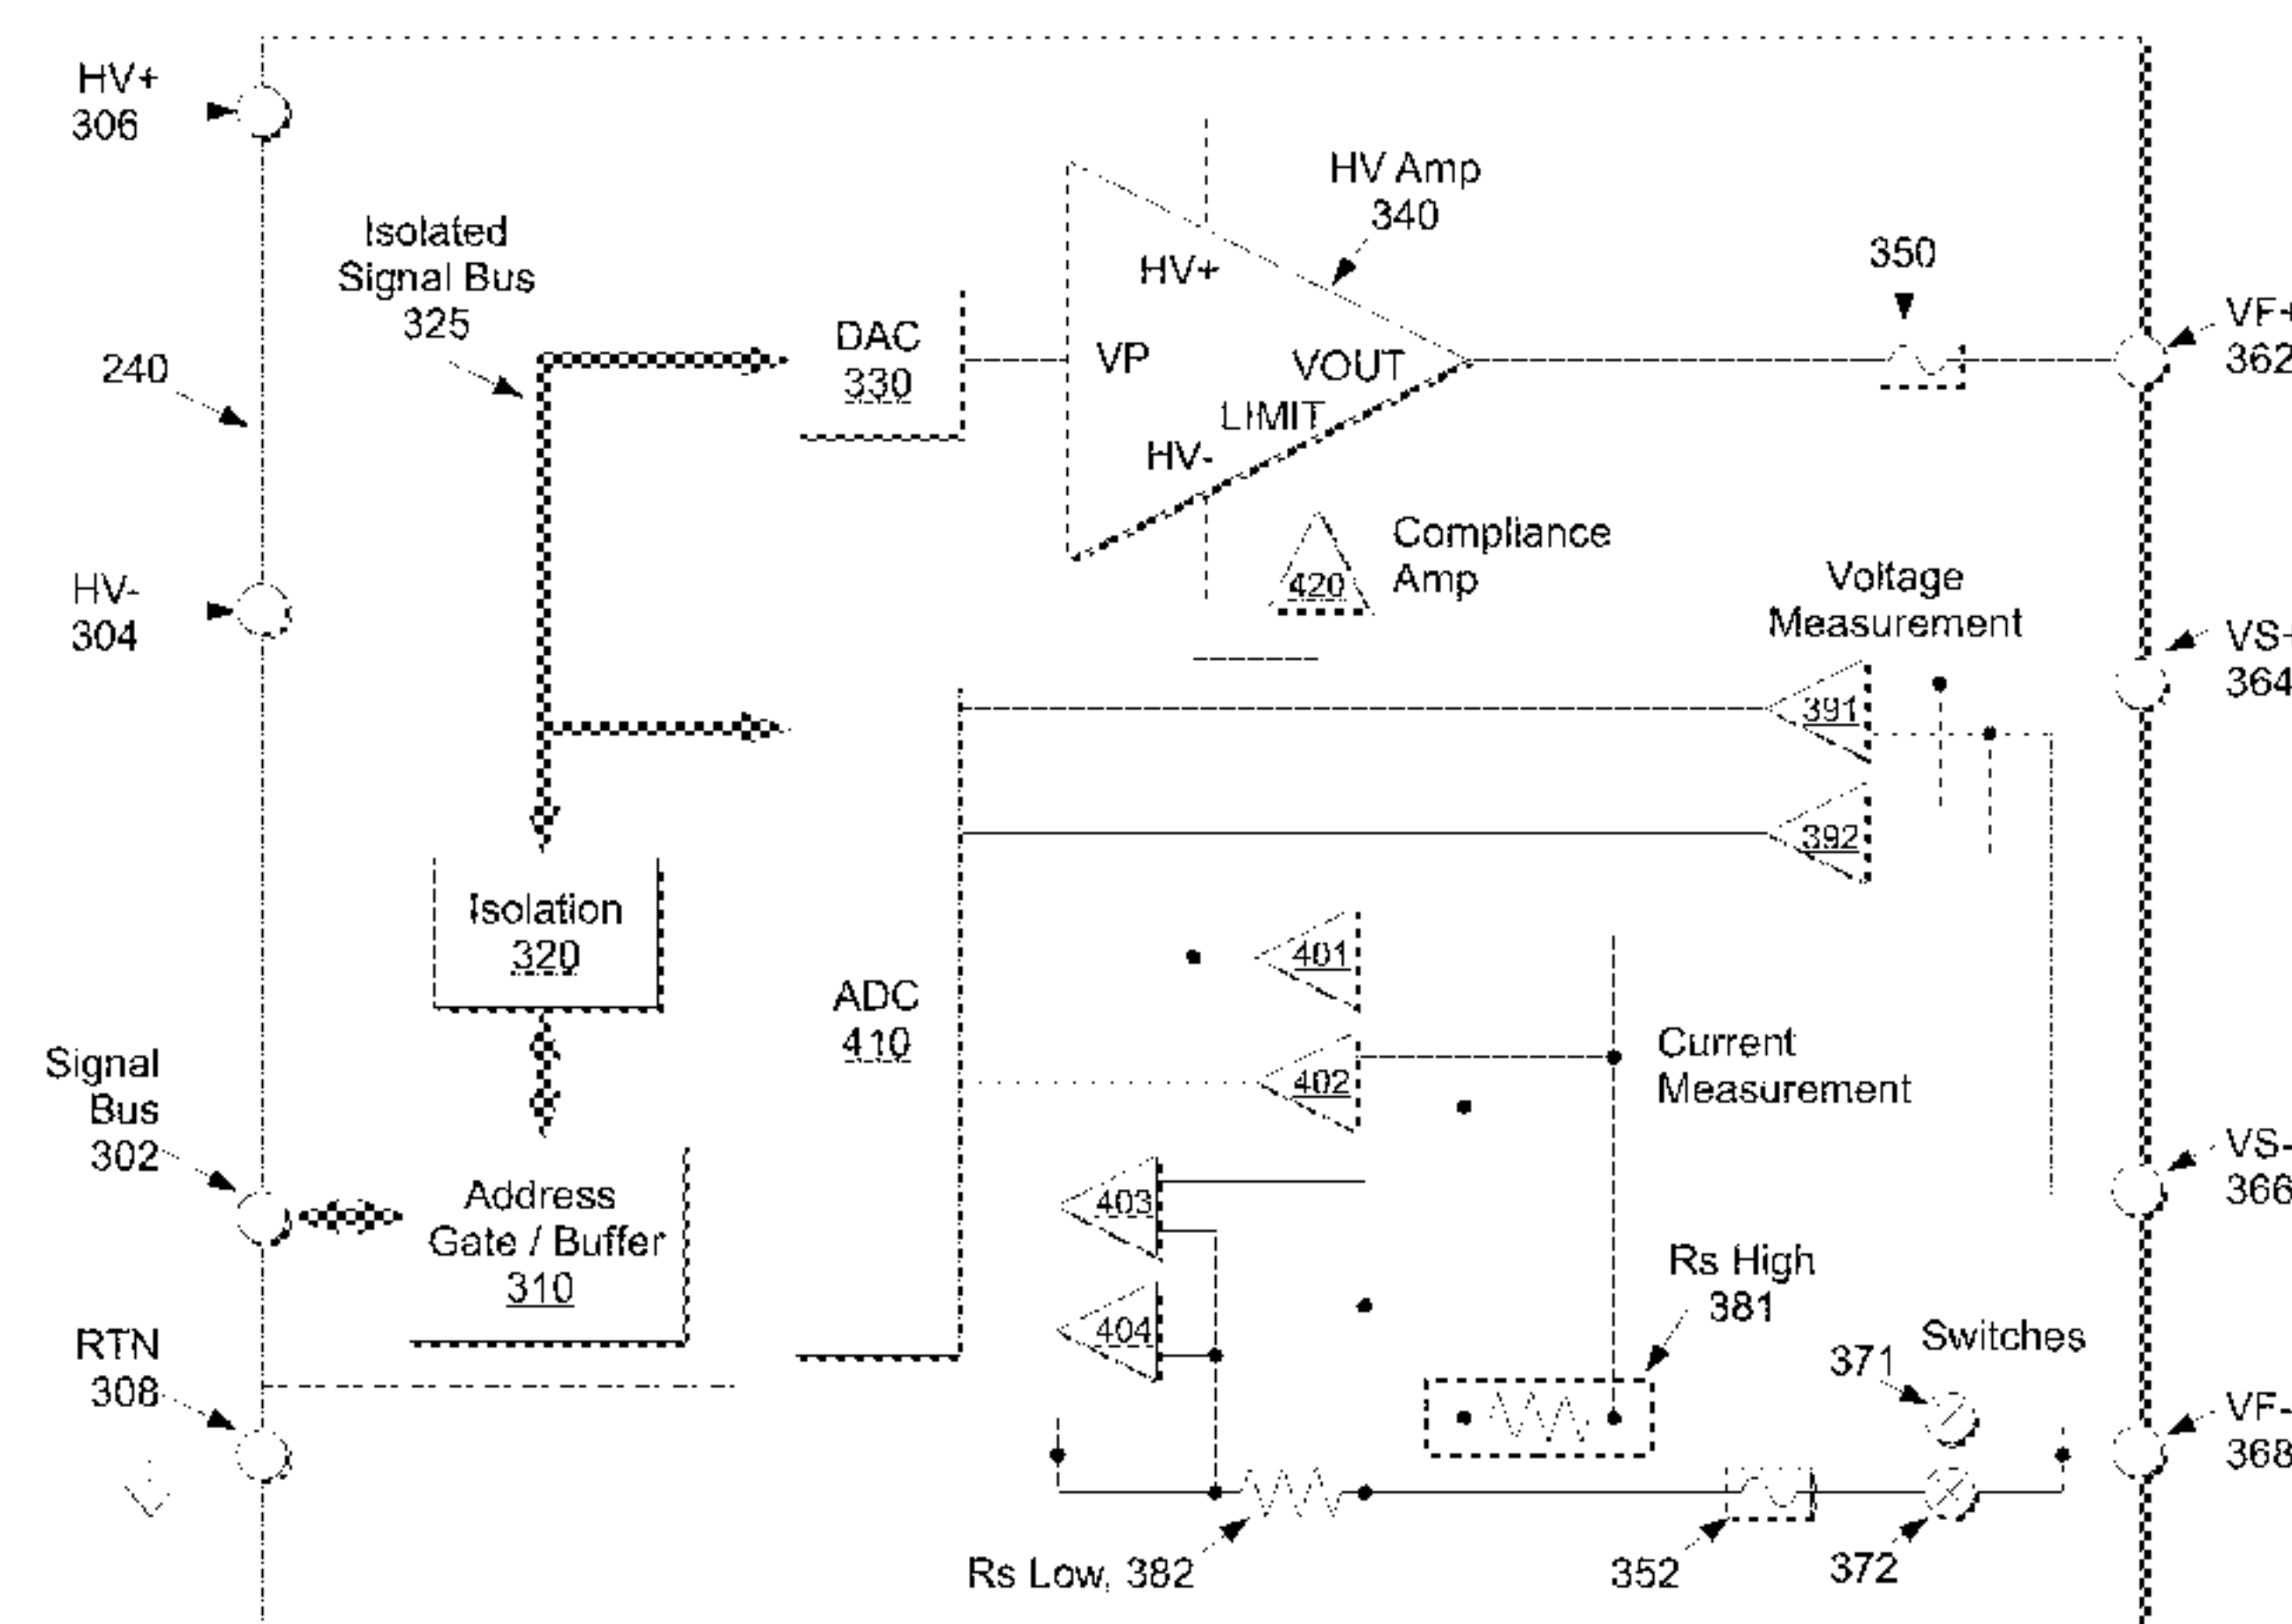 HV+
306
Isolated
Signal Bus
325
240
HV-
304
DAC
330
HV Amp
340
HV+
VP
VOUT
LIMIT
HV-
350
VF+
362
420
Compliance
Amp
Voltage
Measurement
VS+
364
391
392
Isolation
320
ADC
410
401
402
Current
Measurement
Signal
Bus
302
Address
Gate / Buffer
310
403
404
VS-
366
Rs High
381
RTN
308
Switches
371
VF-
368
Rs Low, 382
352
372